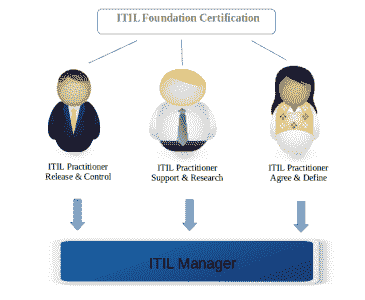 ITIL Foundation Certification
ITIL Practitioner
Release & Control
ITIL Practitioner
Support & Research
ITIL Practitioner
Agree & Define
ITIL Manager